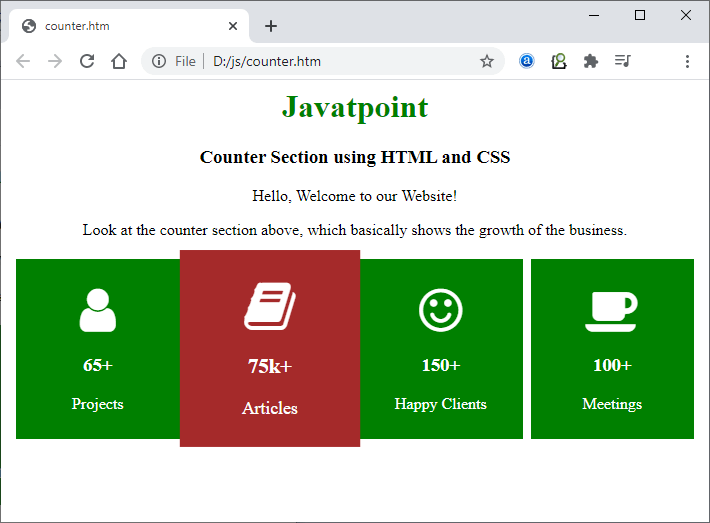 counter.htm
File
D:/js/counter.htm
a
Javatpoint
Counter Section using HTML and CSS
Hello, Welcome to our Website!
Look at the counter section above, which basically shows the growth of the business.
65+
Projects
75k+
Articles
150+
Happy Clients
100+
Meetings